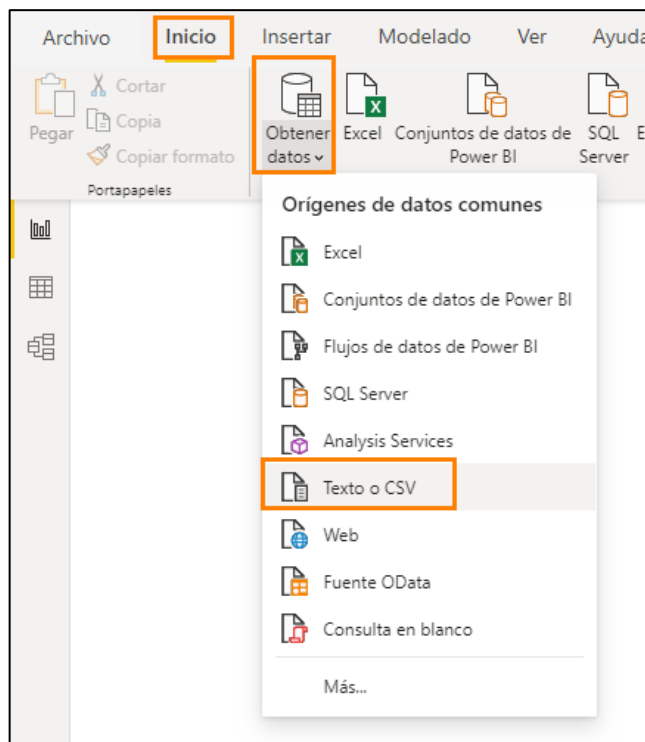 Archivo Inicio Insertar Modelado Ver Ayuda
Pegar
Cortar
Copia
Copiar formato
Portapapeles
Obtener
datos
Excel
Conjuntos de datos de
Power BI
SQL
Server
E
Orígenes de datos comunes
Excel
Conjuntos de datos de Power BI
Flujos de datos de Power BI
SQL Server
Analysis Services
Texto o CSV
Web
Fuente OData
Consulta en blanco
Más...